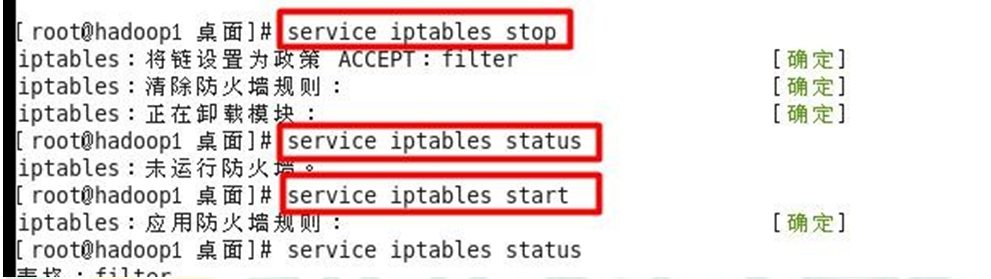 [root@hadoop1 桌面]# service iptables stop
iptables：将链设置为政策 ACCEPT：filter [确定]
iptables：清除防火墙规则： [确定]
iptables：正在卸载模块： [确定]
[root@hadoop1 桌面]# service iptables status
iptables：未运行防火墙。
[root@hadoop1 桌面]# service iptables start
iptables：应用防火墙规则： [确定]
[root@hadoop1 桌面]# service iptables status
表格：filter